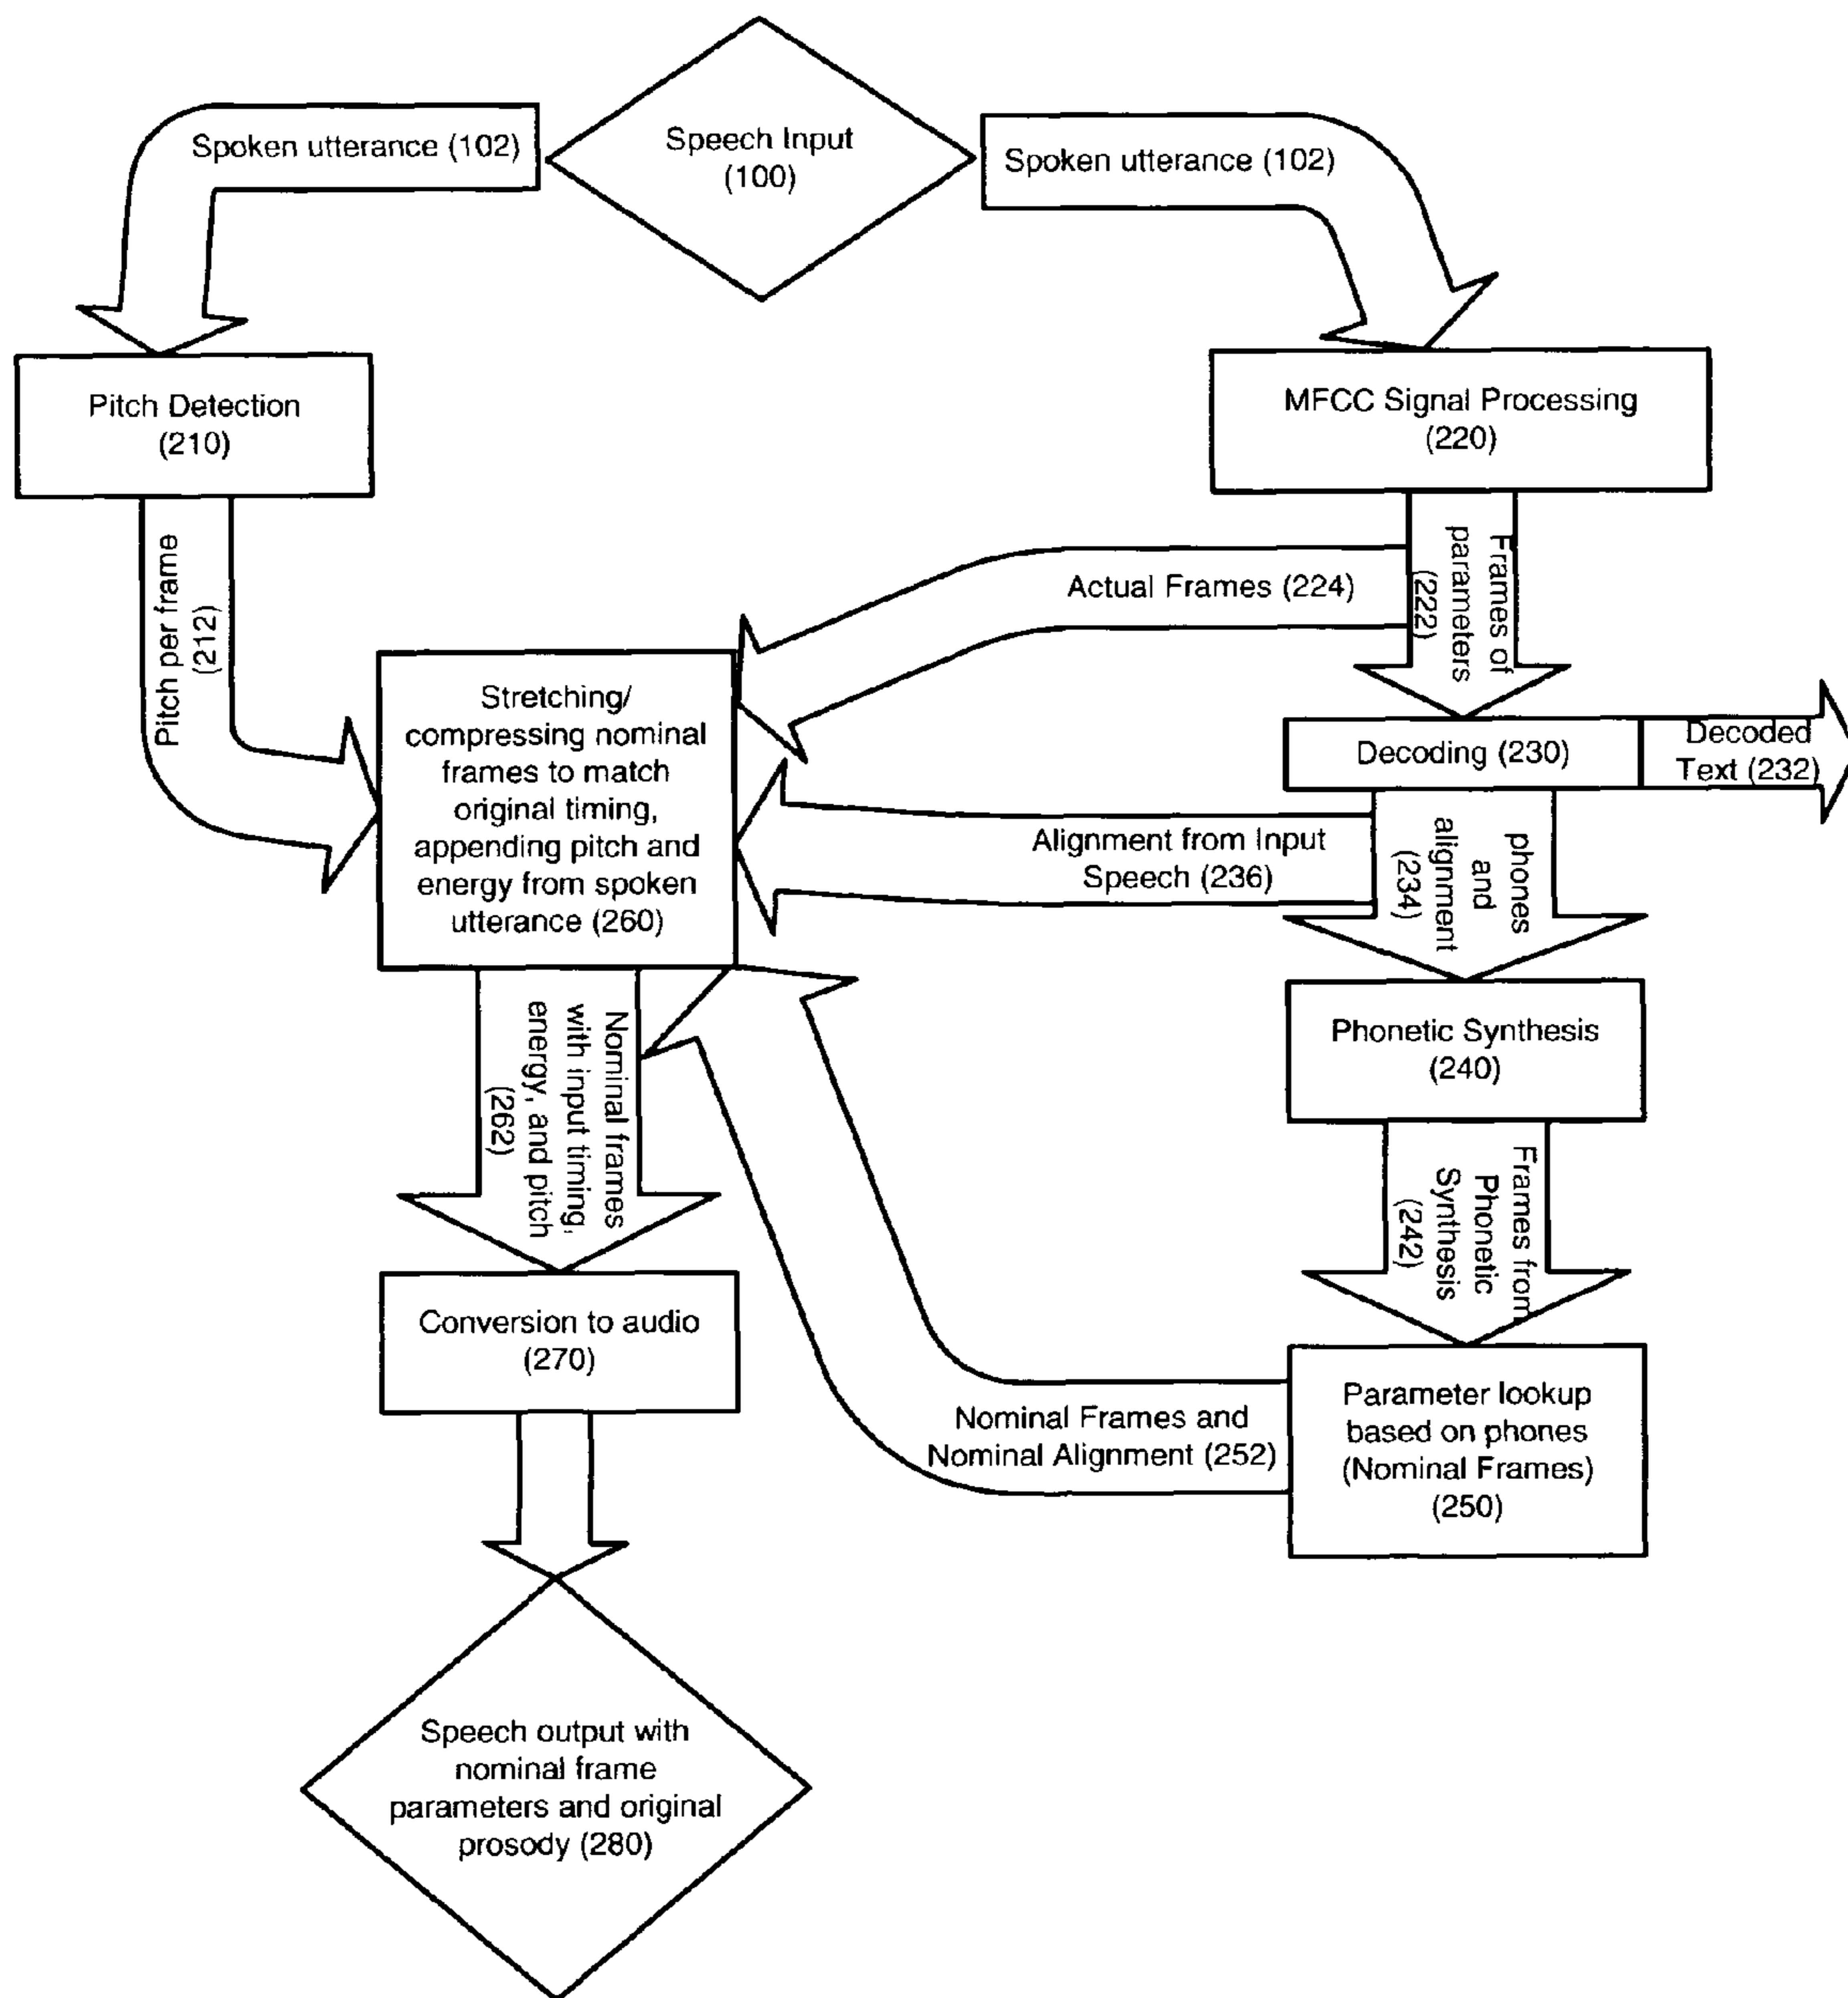 Speech Input
(100)
Spoken utterance (102)
Spoken utterance (102)
Pitch Detection
(210)
MFCC Signal Processing
(220)
Pitch per frame
(212)
Frames of
parameters
(222)
Actual Frames (224)
Stretching/
compressing nominal
frames to match
original timing,
appending pitch and
energy from spoken
utterance (260)
Decoding (230)
Decoded
Text (232)
Alignment from Input
Speech (236)
phones
and
alignment
(234)
Phonetic Synthesis
(240)
Nominal frames
with input timing,
energy, and pitch
(262)
Frames from
Phonetic
Synthesis
(242)
Conversion to audio
(270)
Nominal Frames and
Nominal Alignment (252)
Parameter lookup
based on phones
(Nominal Frames)
(250)
Speech output with
nominal frame
parameters and original
prosody (280)